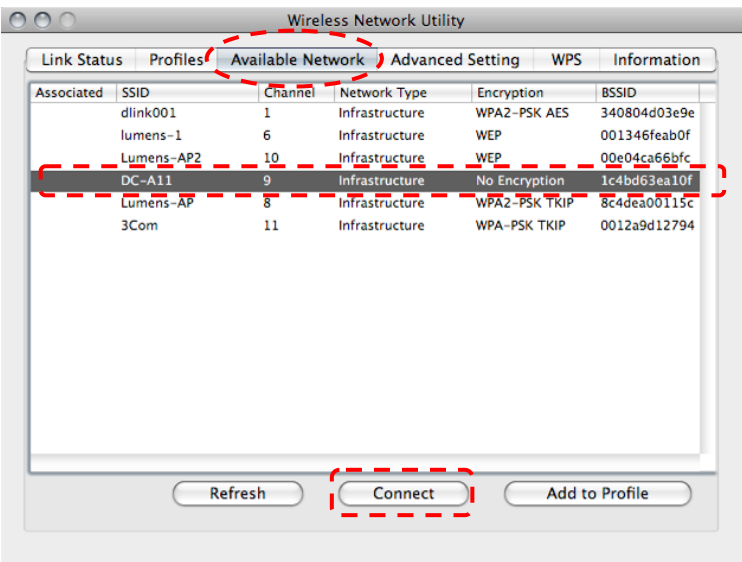 Wireless Network Utility
Link Status Profiles Available Network Advanced Setting WPS Information
Associated SSID Channel Network Type Encryption BSSID
dlink001 1 Infrastructure WPA2-PSK AES 340804d03e9e
lumens-1 6 Infrastructure WEP 001346feab0f
Lumens-AP2 10 Infrastructure WEP 00e04ca66bfc
DC-A11 9 Infrastructure No Encryption 1c4bd63ea10f
Lumens-AP 8 Infrastructure WPA2-PSK TKIP 8c4dea00115c
3Com 11 Infrastructure WPA-PSK TKIP 0012a9d12794
Refresh Connect Add to Profile